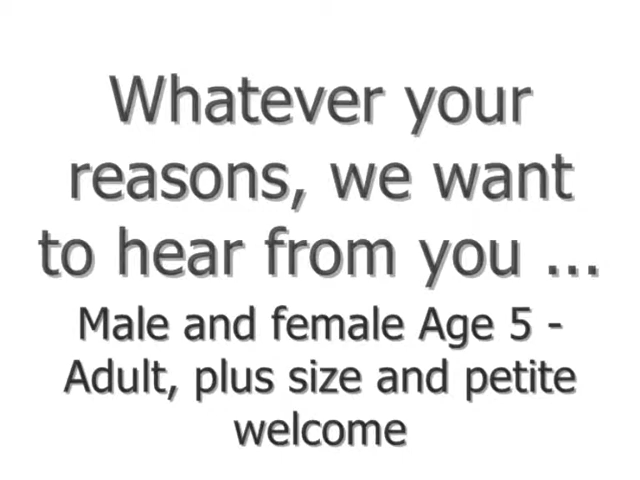 Whatever your
reasons, we want
to hear from you ...
Male and female Age 5 -
Adult, plus size and petite
welcome